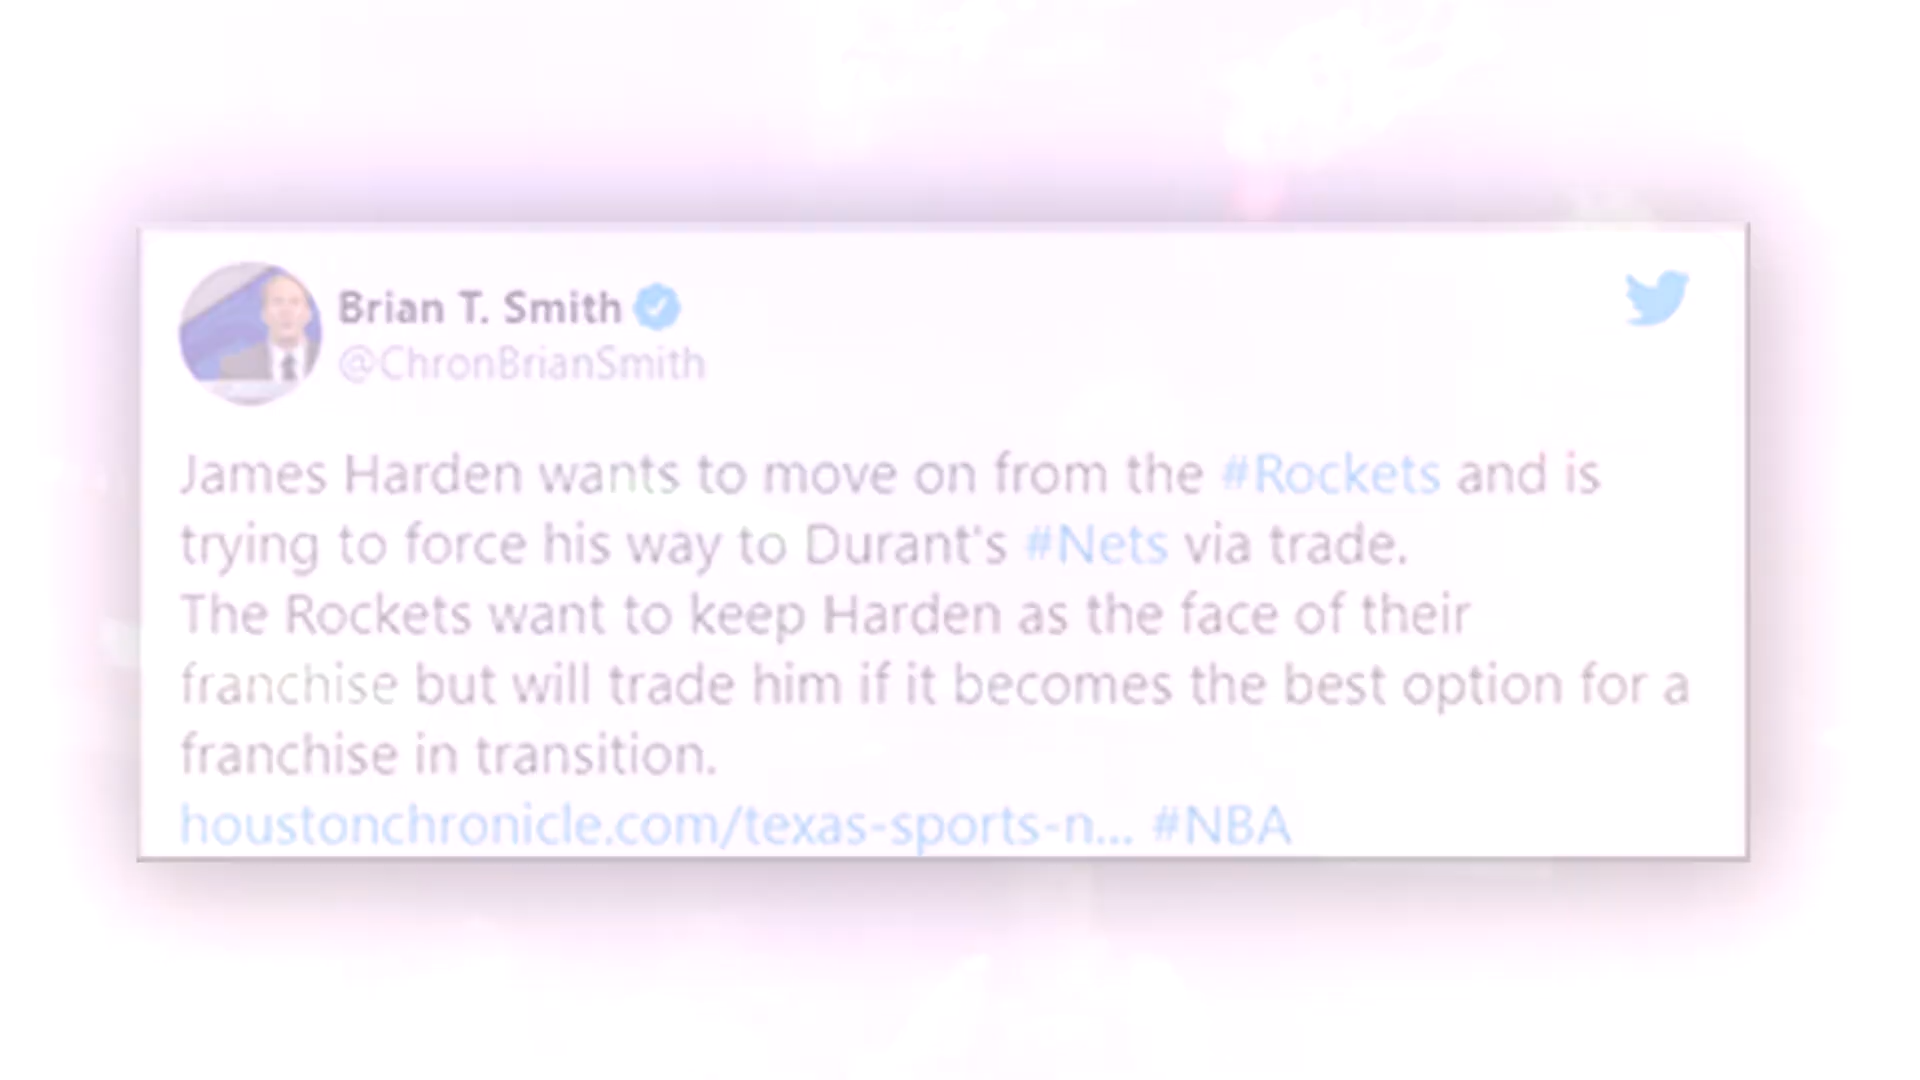 Brian T. Smith
@ChronBrianSmith
James Harden wants to move on from the #Rockets and is
trying to force his way to Durant's #Nets via trade.
The Rockets want to keep Harden as the face of their
franchise but will trade him if it becomes the best option for a
franchise in transition.
houstonchronicle.com/texas-sports-n... #NBA